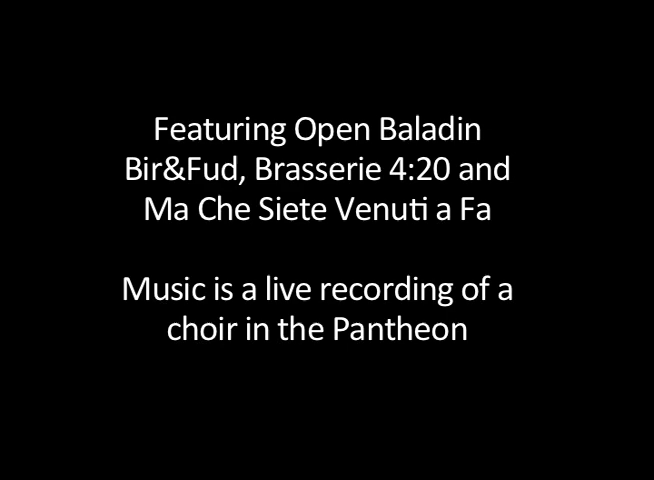 Featuring Open Baladin
Bir&Fud, Brasserie 4:20 and
Ma Che Siete Venuti a Fa
Music is a live recording of a
choir in the Pantheon